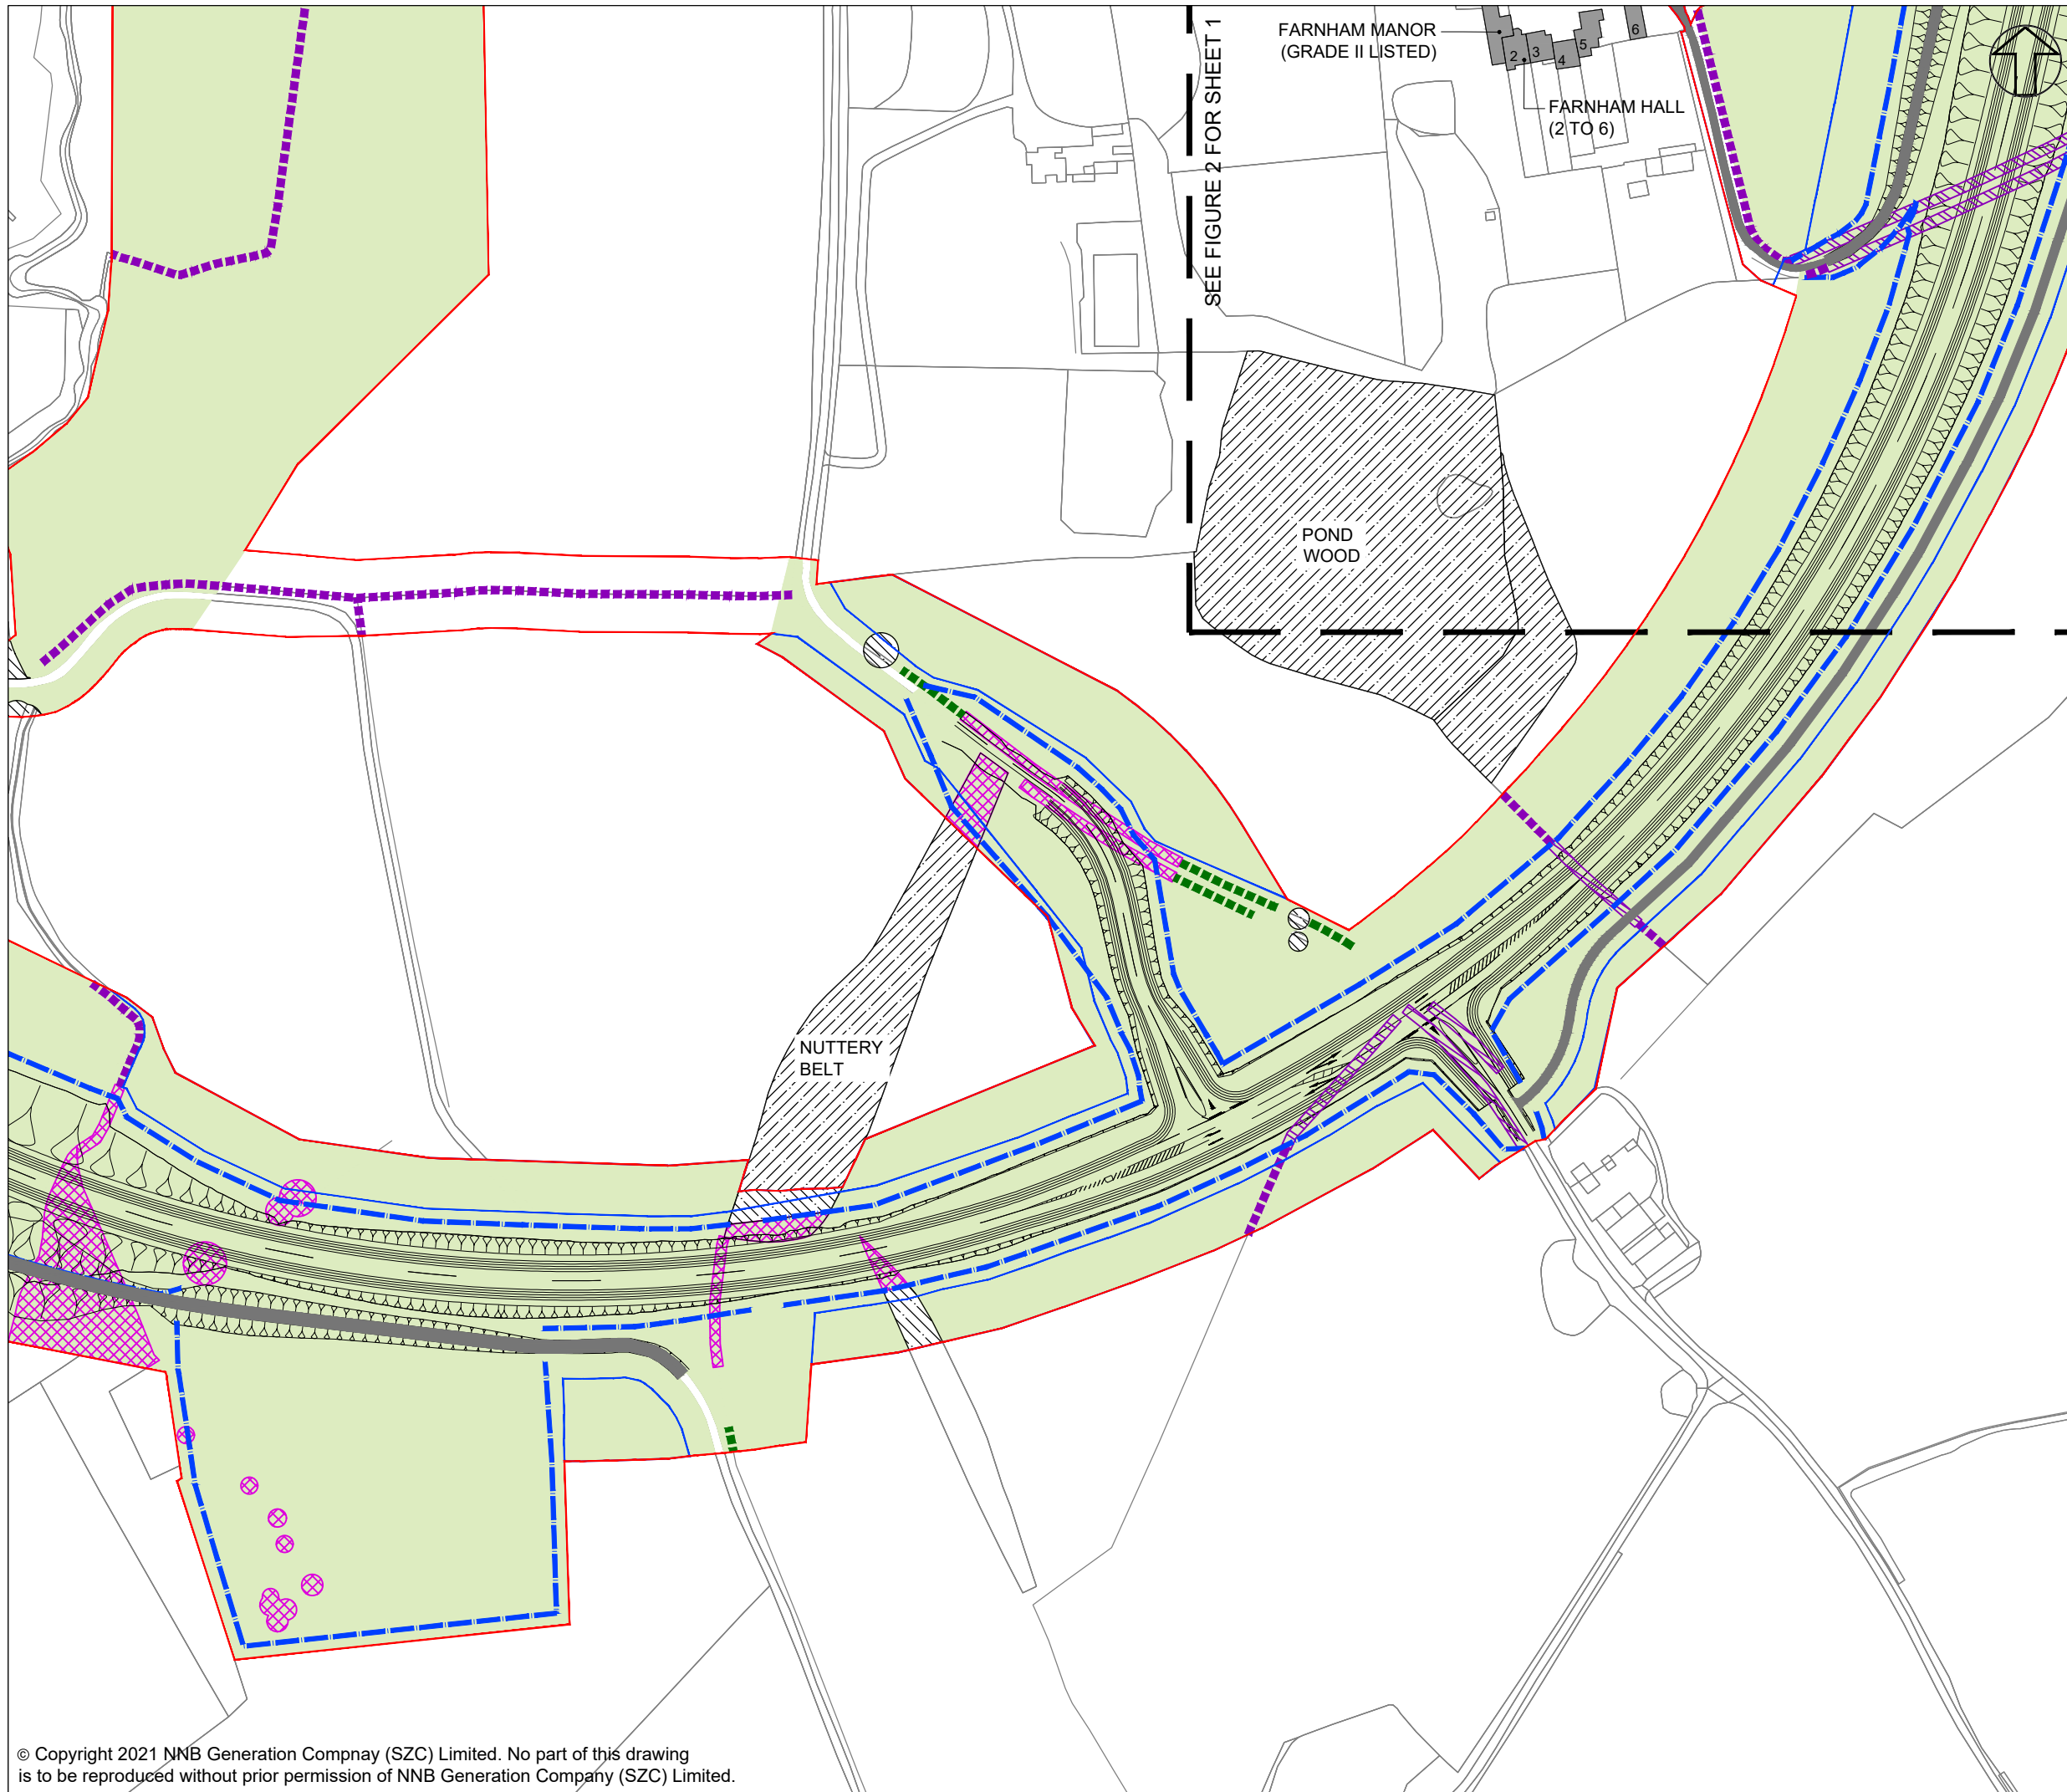 SEE FIGURE 2 FOR SHEET 1
FARNHAM MANOR
(GRADE II LISTED)
2
3
4
5
6
FARNHAM HALL
(2 TO 6)
POND
WOOD
NUTTERY
BELT
© Copyright 2021 NNB Generation Compnay (SZC) Limited. No part of this drawing
is to be reproduced without prior permission of NNB Generation Company (SZC) Limited.